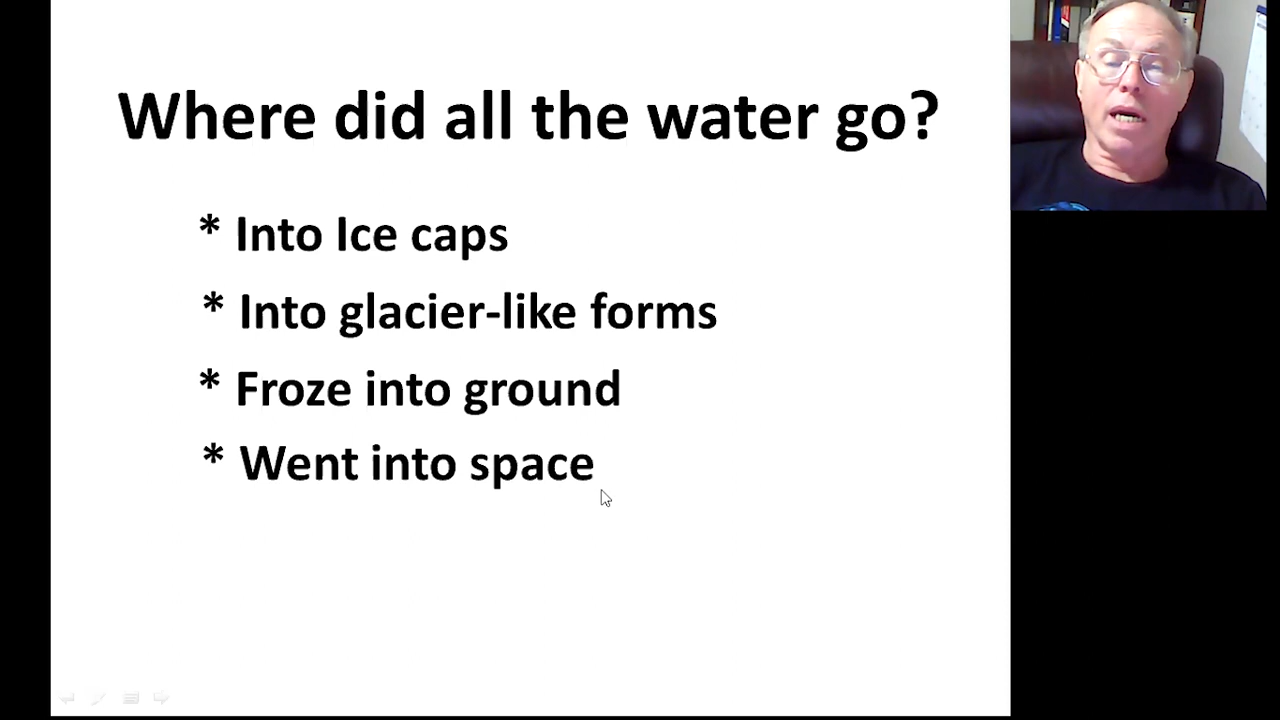 Where did all the water go?
* Into Ice caps
* Into glacier-like forms
* Froze into ground
* Went into space